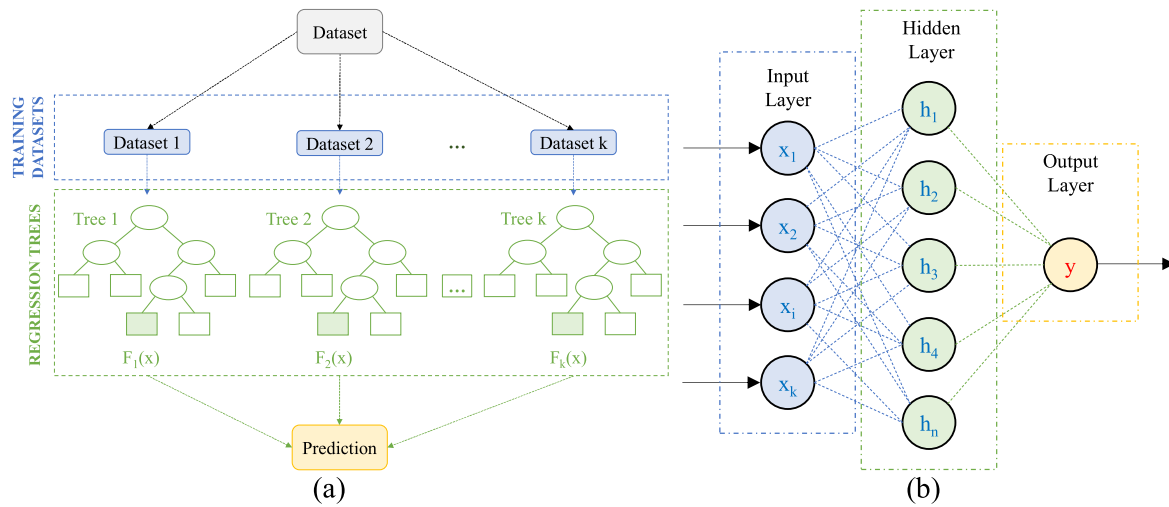 Dataset
TRAINING
DATASETS
Dataset 1
Dataset 2
...
Dataset k
REGRESSION TREES
Tree 1
Tree 2
Tree k
...
F₁(x)
F₂(x)
Fₖ(x)
Prediction
(a)
Input
Layer
x₁
x₂
xᵢ
xₖ
Hidden
Layer
h₁
h₂
h₃
h₄
hₙ
Output
Layer
y
(b)